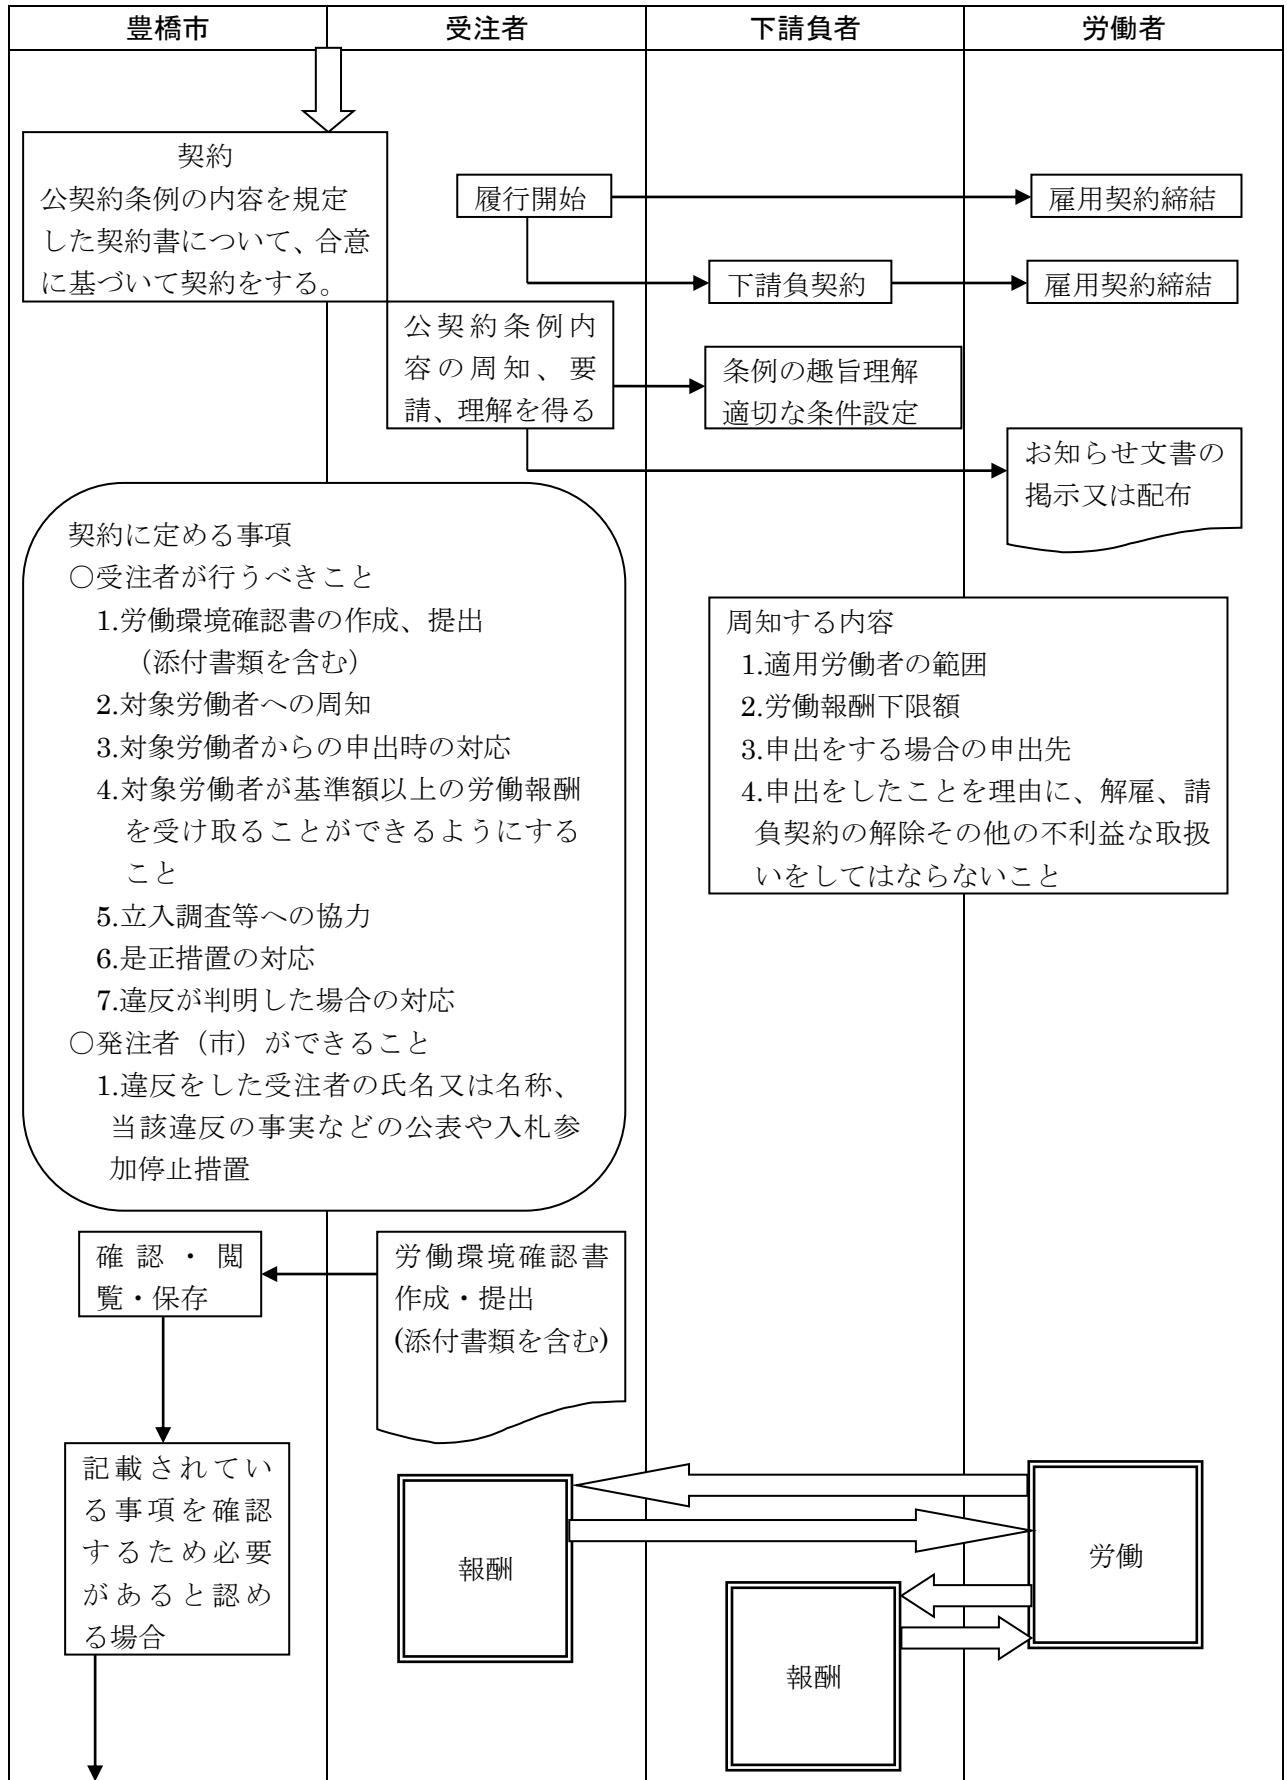 豊橋市
受注者
下請負者
労働者
契約
公契約条例の内容を規定
した契約書について、合意
に基づいて契約をする。
履行開始
雇用契約締結
下請負契約
雇用契約締結
公契約条例内
容の周知、要
請、理解を得る
条例の趣旨理解
適切な条件設定
お知らせ文書の
掲示又は配布
契約に定める事項
○受注者が行うべきこと
1.労働環境確認書の作成、提出
（添付書類を含む）
2.対象労働者への周知
3.対象労働者からの申出時の対応
4.対象労働者が基準額以上の労働報酬
を受け取ることができるようにする
こと
5.立入調査等への協力
6.是正措置の対応
7.違反が判明した場合の対応
○発注者（市）ができること
1.違反をした受注者の氏名又は名称、
当該違反の事実などの公表や入札参
加停止措置
周知する内容
1.適用労働者の範囲
2.労働報酬下限額
3.申出をする場合の申出先
4.申出をしたことを理由に、解雇、請
負契約の解除その他の不利益な取扱
いをしてはならないこと
確認・閲
覧・保存
労働環境確認書
作成・提出
(添付書類を含む)
記載されてい
る事項を確認
するため必要
があると認め
る場合
報酬
労働
報酬